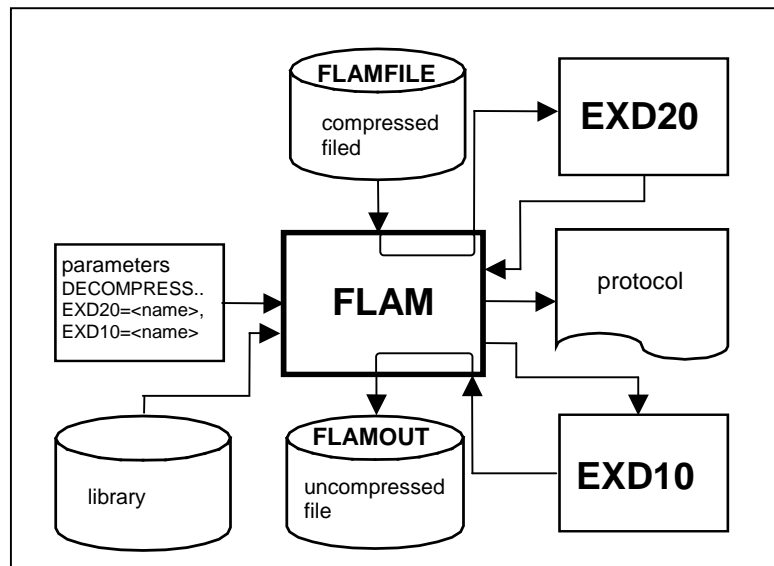 FLAMFILE
compressed
filed
EXD20
parameters
DECOMPRESS..
EXD20=<name>,
EXD10=<name>
FLAM
protocol
library
FLAMOUT
uncompressed
file
EXD10